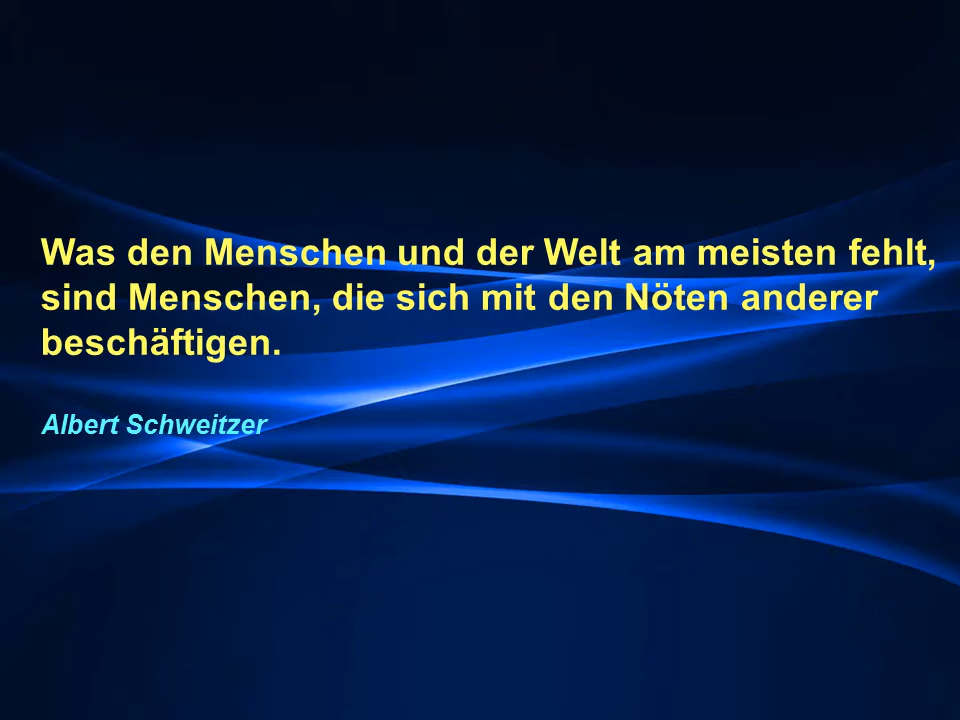 Was den Menschen und der Welt am meisten fehlt,
sind Menschen, die sich mit den Nöten anderer
beschäftigen.
Albert Schweitzer